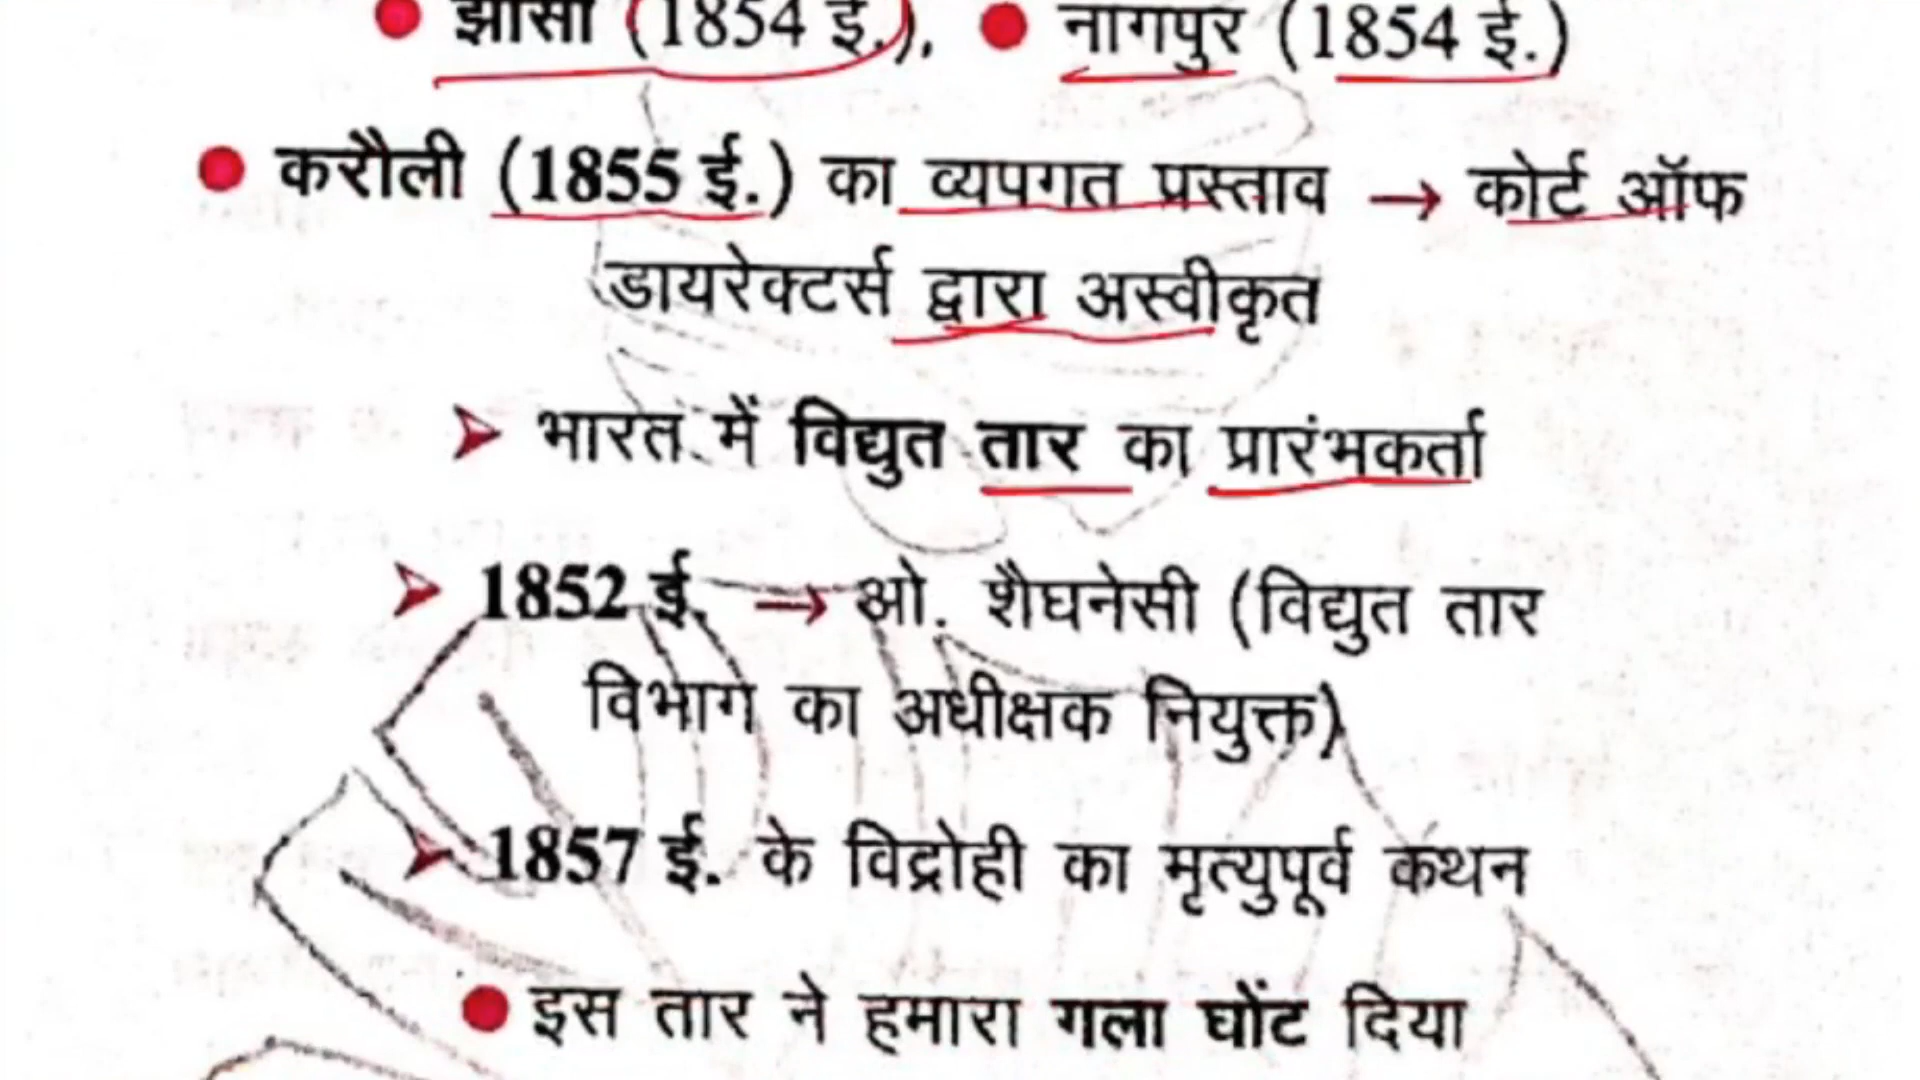 ● झाँसी (1854 ई.), ● नागपुर (1854 ई.)
● करौली (1855 ई.) का व्यपगत प्रस्ताव → कोर्ट ऑफ
डायरेक्टर्स द्वारा अस्वीकृत
➢ भारत में विद्युत तार का प्रारंभकर्ता
➢ 1852 ई. → ओ. शैघनेसी (विद्युत तार
विभाग का अधीक्षक नियुक्त)
➢ 1857 ई. के विद्रोही का मृत्युपूर्व कथन
● इस तार ने हमारा गला घोंट दिया